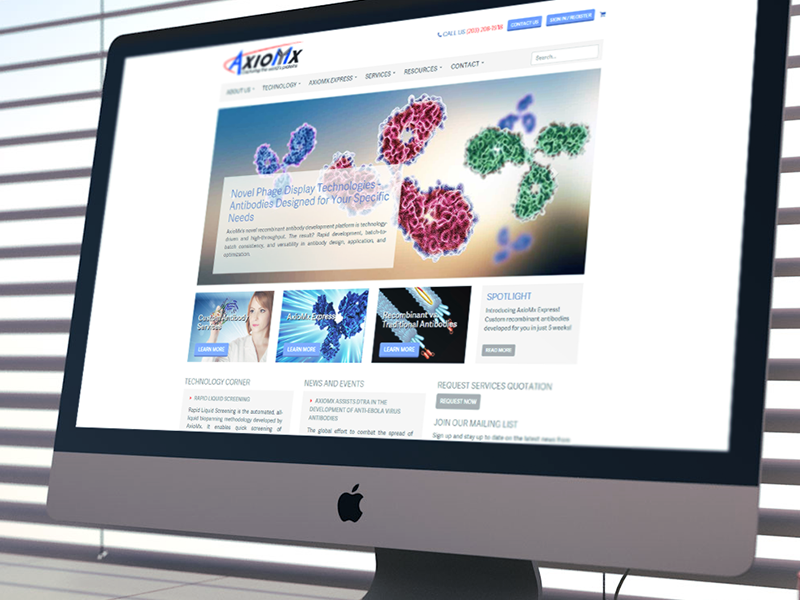 CALL US (203) 208-1918
CONTACT US
SIGN IN / REGISTER
AXIOMX
ABOUT US
TECHNOLOGY
AXIOMX EXPRESS
SERVICES
RESOURCES
CONTACT
Search...
Novel Phage Display Technologies -
Antibodies Designed for Your Specific
Needs
AxioMx's novel recombinant antibody development platform is technology
driven and high-throughput. The result? Rapid development, batch-to-
batch consistency, and versatility in antibody design, application, and
optimization.
Custom Antibody
Services
LEARN MORE
AxioMx Express
LEARN MORE
Recombinant vs.
Traditional Antibodies
LEARN MORE
SPOTLIGHT
Introducing AxioMx Express!
Custom recombinant antibodies
developed for you in just 5 weeks!
READ MORE
TECHNOLOGY CORNER
RAPID LIQUID SCREENING
Rapid Liquid Screening is the automated, all-
liquid biopanning methodology developed by
AxioMx. It enables quick screening of
NEWS AND EVENTS
AXIOMX ASSISTS DTRA IN THE
DEVELOPMENT OF ANTI-EBOLA VIRUS
ANTIBODIES
The global effort to combat the spread of
REQUEST SERVICES QUOTATION
REQUEST NOW
JOIN OUR MAILING LIST
Sign up and stay up to date on the latest news from